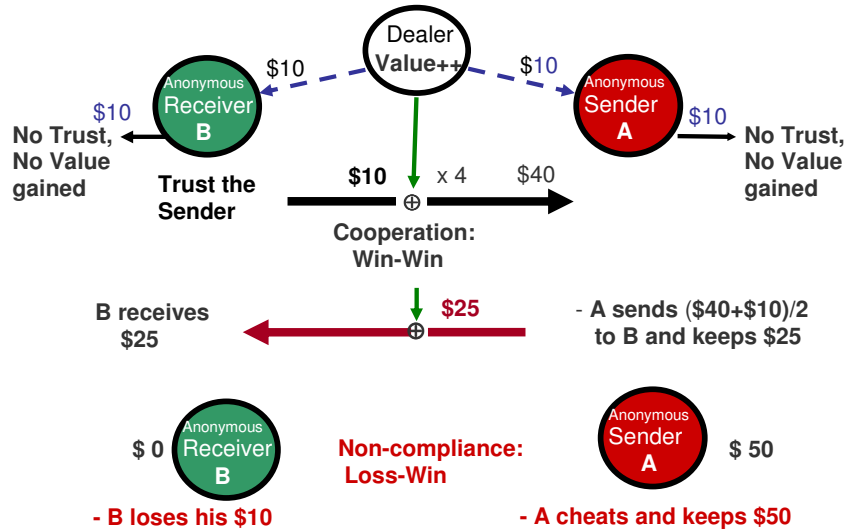 Dealer
Value++
$10
$10
Anonymous
Receiver
B
Anonymous
Sender
A
$10
No Trust,
No Value
gained
$10
No Trust,
No Value
gained
Trust the
Sender
$10
x 4
$40
Cooperation:
Win-Win
B receives
$25
$25
- A sends ($40+$10)/2
to B and keeps $25
$ 0
Anonymous
Receiver
B
Non-compliance:
Loss-Win
Anonymous
Sender
A
$ 50
- B loses his $10
- A cheats and keeps $50